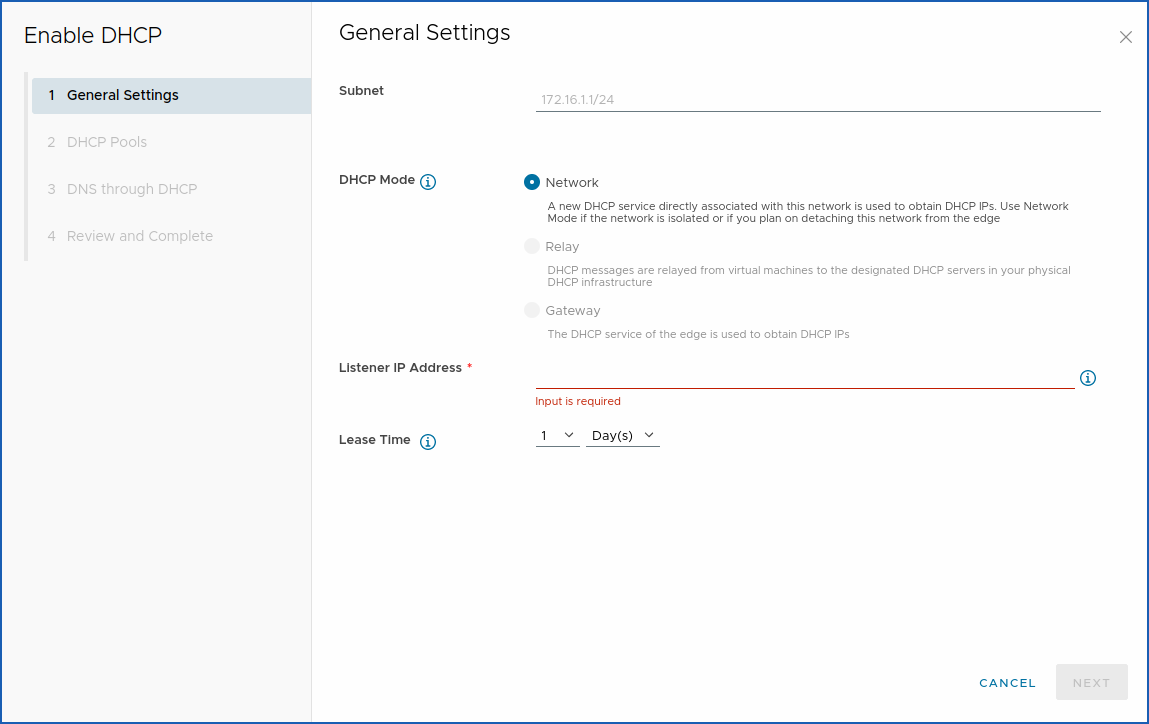 Enable DHCP
1 General Settings
2 DHCP Pools
3 DNS through DHCP
4 Review and Complete
General Settings
Subnet
172.16.1.1/24
DHCP Mode
Network
A new DHCP service directly associated with this network is used to obtain DHCP IPs. Use Network
Mode if the network is isolated or if you plan on detaching this network from the edge
Relay
DHCP messages are relayed from virtual machines to the designated DHCP servers in your physical
DHCP infrastructure
Gateway
The DHCP service of the edge is used to obtain DHCP IPs
Listener IP Address *
Input is required
Lease Time
1 Day(s)
CANCEL NEXT